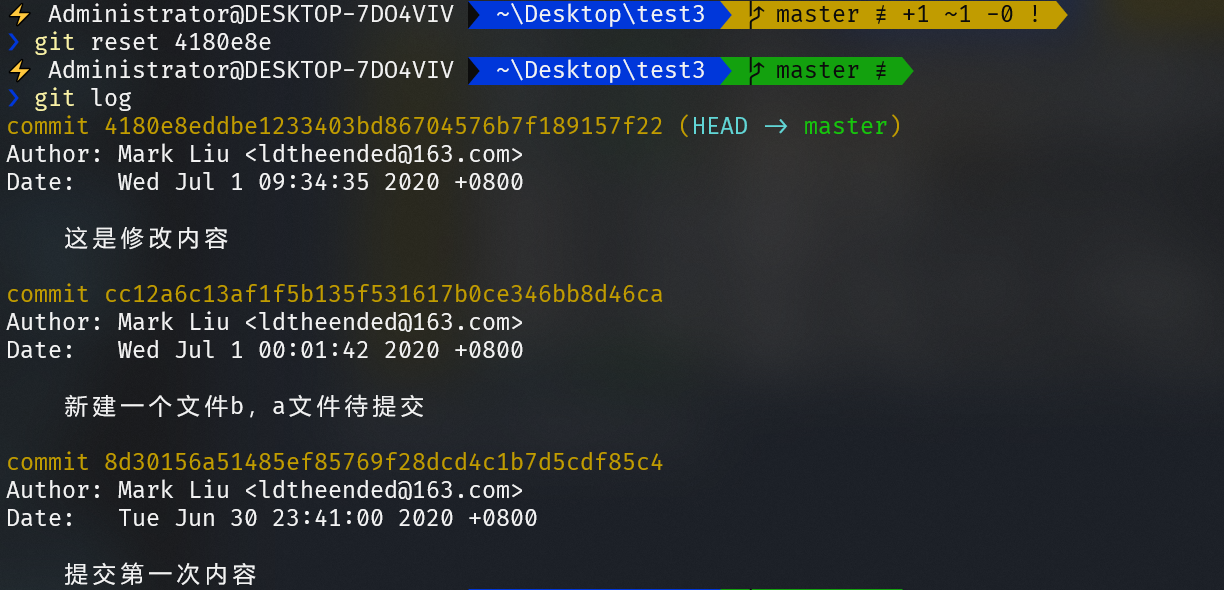 ⚡ Administrator@DESKTOP-7DO4VIV ~\Desktop\test3 master ≢ +1 ~1 -0 !
❯ git reset 4180e8e
⚡ Administrator@DESKTOP-7DO4VIV ~\Desktop\test3 master ≢
❯ git log
commit 4180e8eddbe1233403bd86704576b7f189157f22 (HEAD → master)
Author: Mark Liu <ldtheended@163.com>
Date:   Wed Jul 1 09:34:35 2020 +0800
这是修改内容
commit cc12a6c13af1f5b135f531617b0ce346bb8d46ca
Author: Mark Liu <ldtheended@163.com>
Date:   Wed Jul 1 00:01:42 2020 +0800
新建一个文件b，a文件待提交
commit 8d30156a51485ef85769f28dcd4c1b7d5cdf85c4
Author: Mark Liu <ldtheended@163.com>
Date:   Tue Jun 30 23:41:00 2020 +0800
提交第一次内容